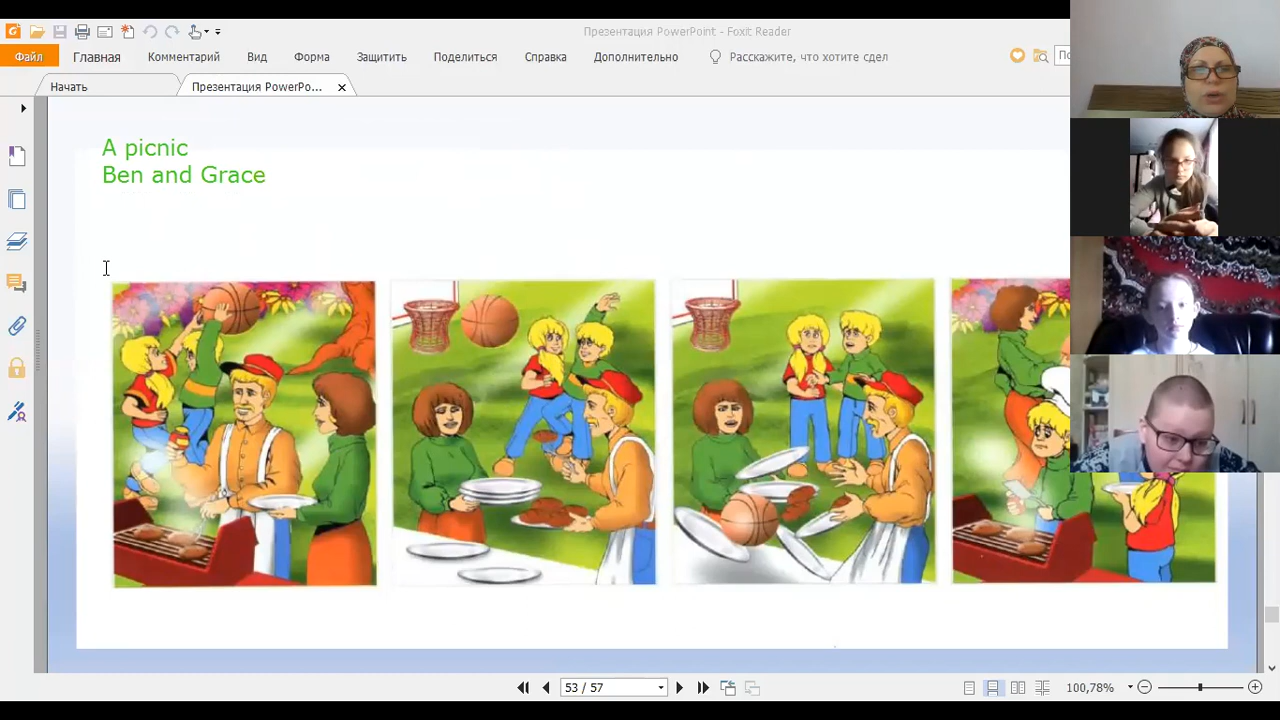 Презентация PowerPoint - Foxit Reader
Файл
Главная
Комментарий
Вид
Форма
Защитить
Поделиться
Справка
Дополнительно
Расскажите, что хотите сдел
Начать
Презентация PowerPo...
A picnic
Ben and Grace
53 / 57
100,78%